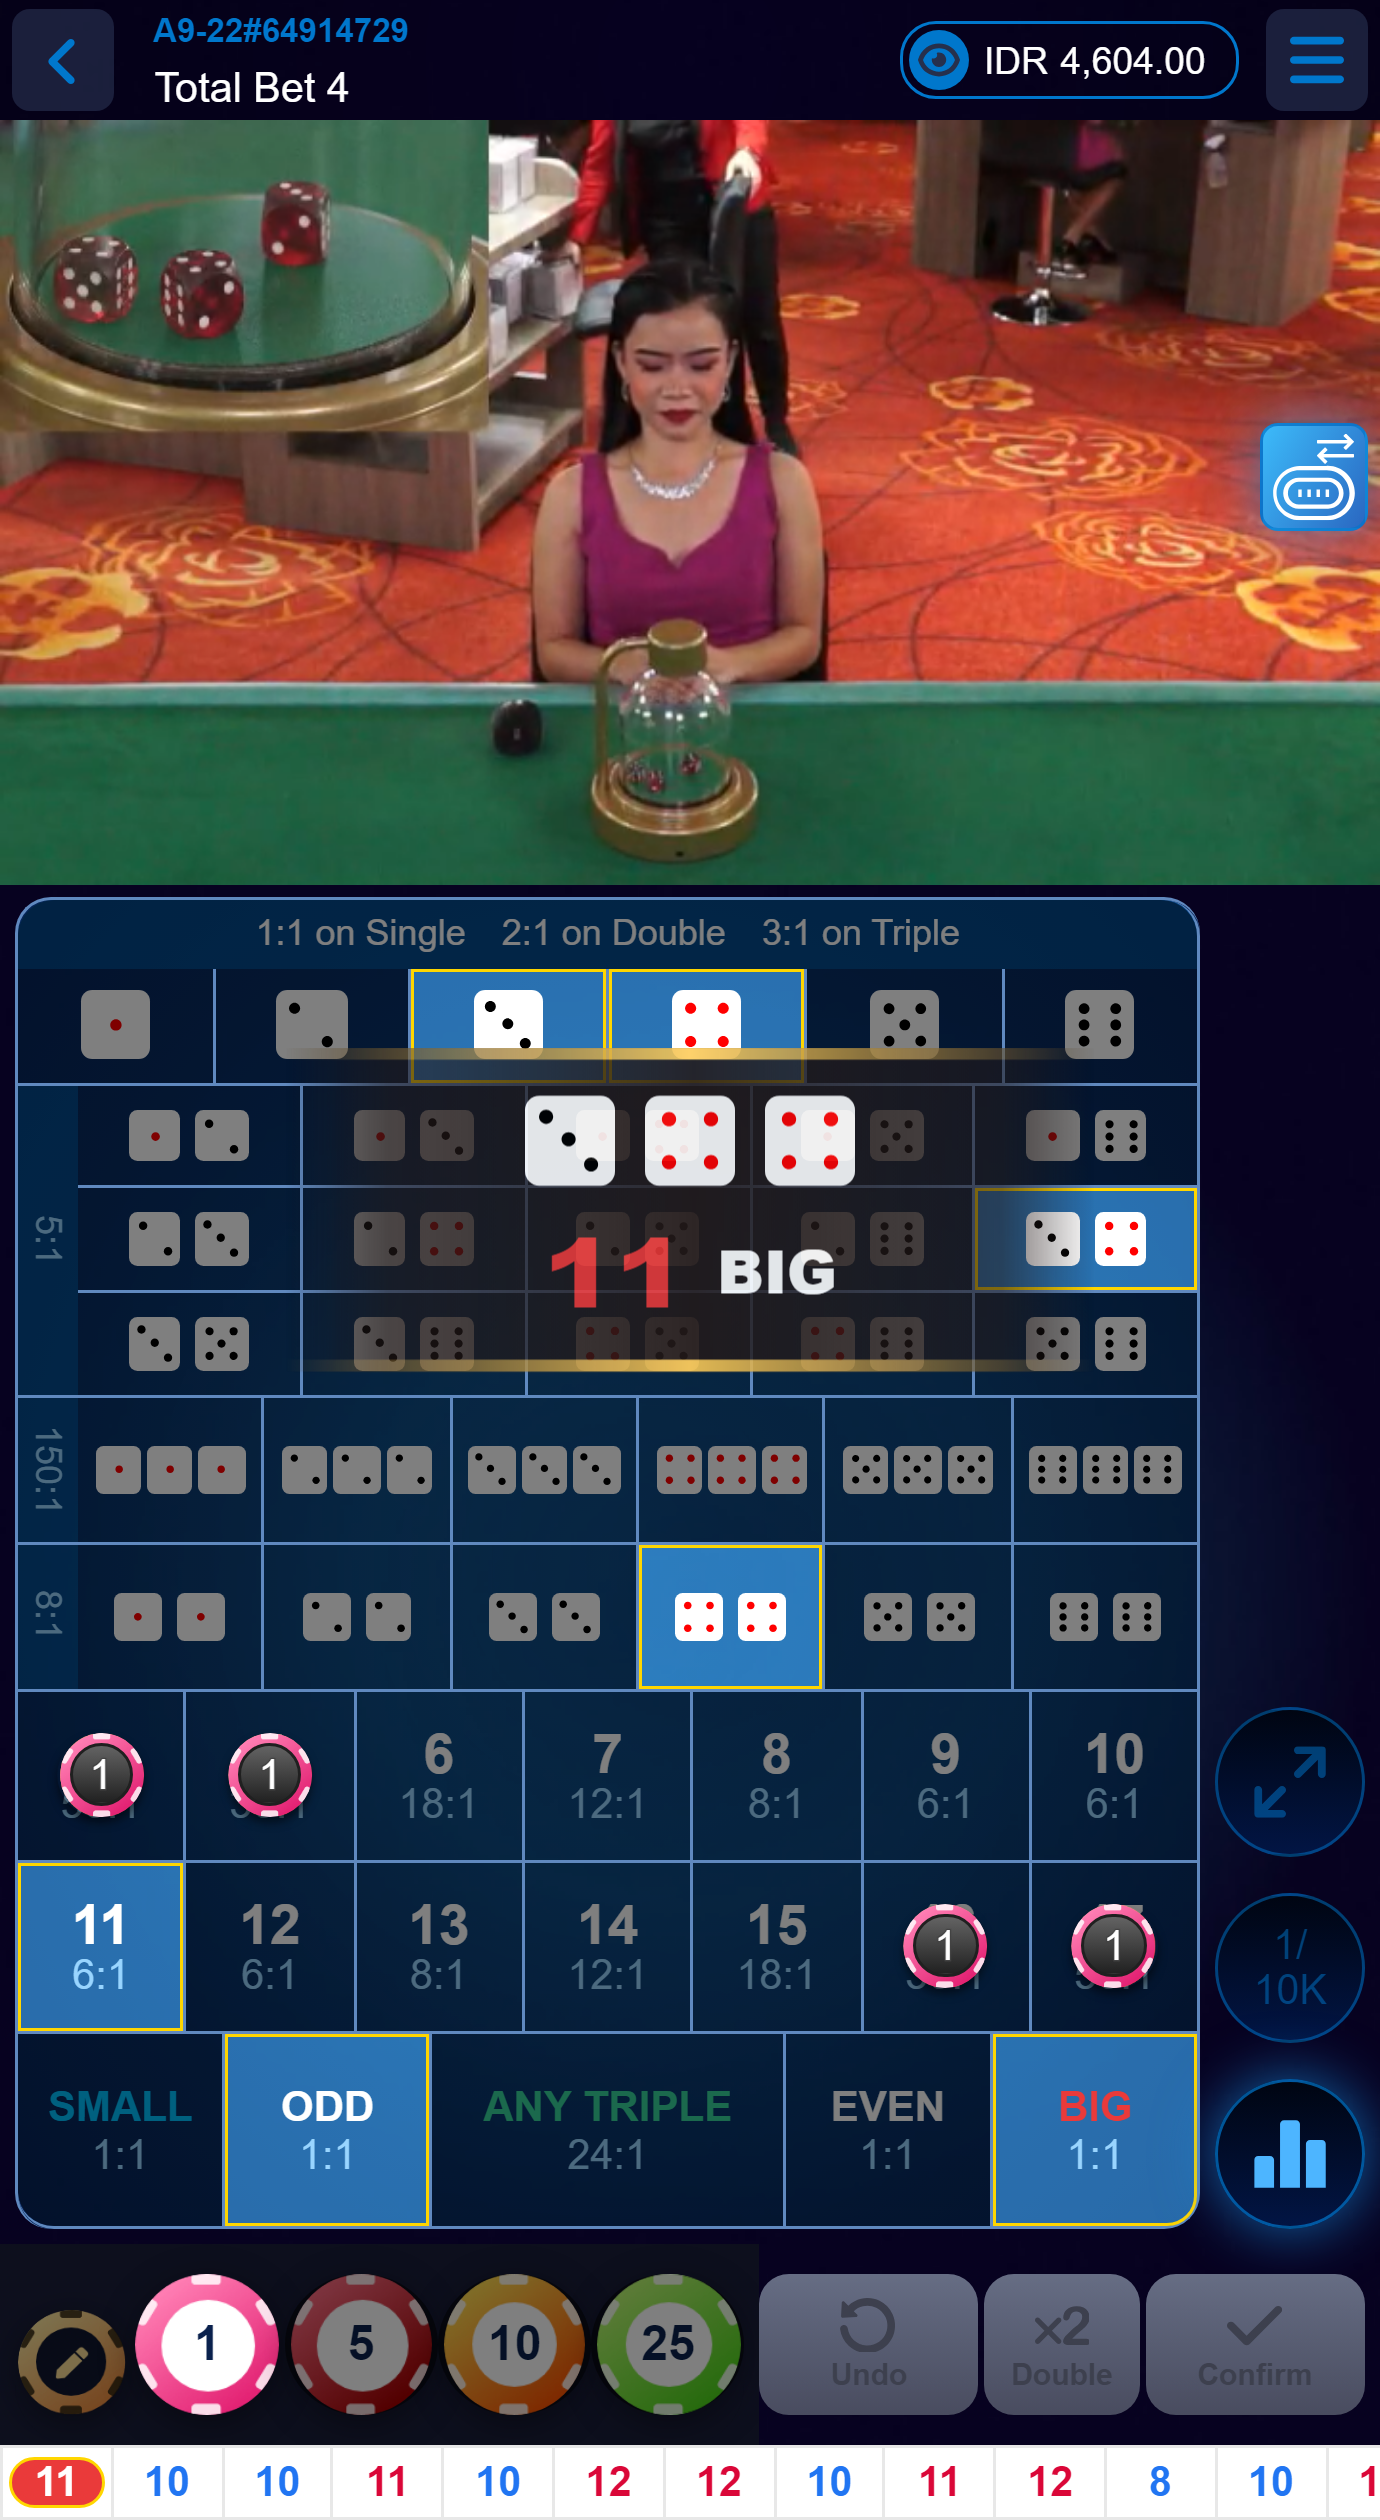 A9-22#64914729
Total Bet 4
IDR 4,604.00
1:1 on Single 2:1 on Double 3:1 on Triple
5:1
11 BIG
150:1
8:1
1 1 6 7 8 9 10
18:1 12:1 8:1 6:1 6:1
11 12 13 14 15 1 1
6:1 6:1 8:1 12:1 18:1
1/
10K
SMALL ODD ANY TRIPLE EVEN BIG
1:1 1:1 24:1 1:1 1:1
1 5 10 25 x2
Undo Double Confirm
11 10 10 11 10 12 12 10 11 12 8 10